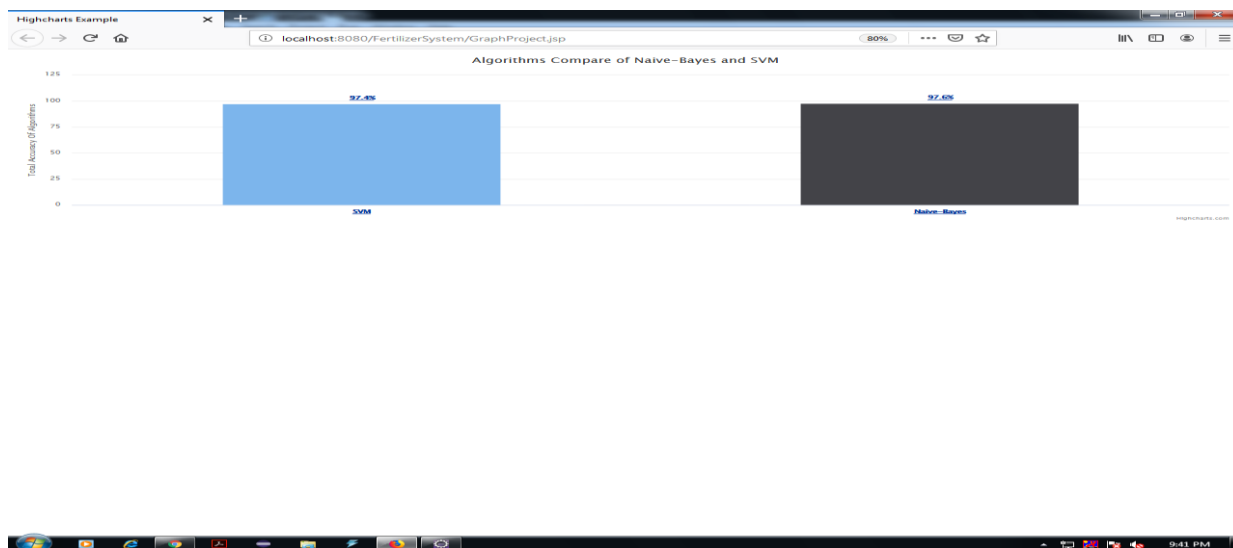 Highcharts Example
localhost:8080/FertilizerSystem/GraphProject.jsp
80%
Algorithms Compare of Naive-Bayes and SVM
Total Accuracy Of Algorithms
125
100
75
50
25
0
97.4%
97.6%
SVM
Naive-Bayes
Highcharts.com
9:41 PM